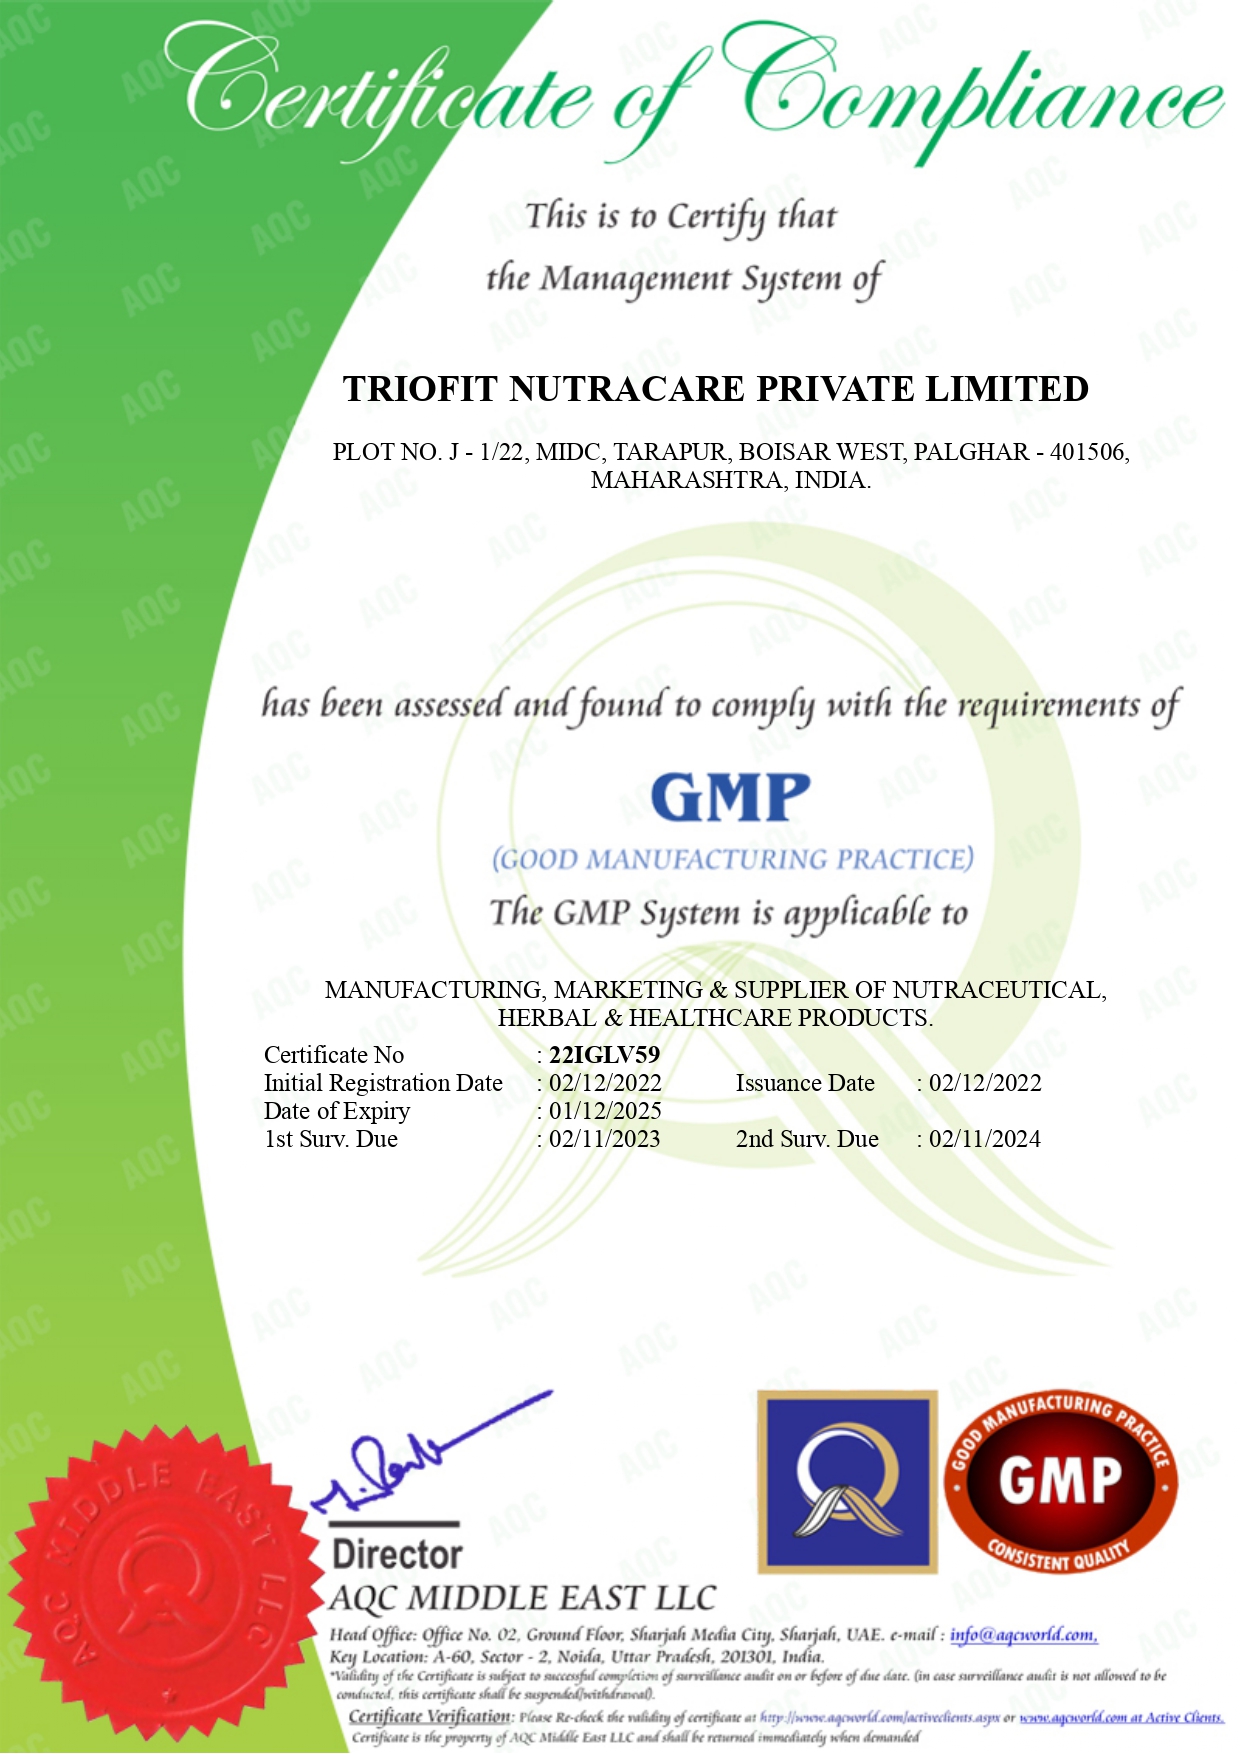 Certificate of Compliance
This is to Certify that
the Management System of
TRIOFIT NUTRACARE PRIVATE LIMITED
PLOT NO. J - 1/22, MIDC, TARAPUR, BOISAR WEST, PALGHAR - 401506,
MAHARASHTRA, INDIA.
has been assessed and found to comply with the requirements of
GMP
(GOOD MANUFACTURING PRACTICE)
The GMP System is applicable to
MANUFACTURING, MARKETING & SUPPLIER OF NUTRACEUTICAL,
HERBAL & HEALTHCARE PRODUCTS.
Certificate No : 22IGLV59
Initial Registration Date : 02/12/2022 Issuance Date : 02/12/2022
Date of Expiry : 01/12/2025
1st Surv. Due : 02/11/2023 2nd Surv. Due : 02/11/2024
GOOD MANUFACTURING PRACTICE
GMP
CONSISTENT QUALITY
AQC MIDDLE EAST LLC
Director
AQC MIDDLE EAST LLC
Head Office: Office No. 02, Ground Floor, Sharjah Media City, Sharjah, UAE. e-mail : info@aqcworld.com,
Key Location: A-60, Sector - 2, Noida, Uttar Pradesh, 201301, India.
*Validity of the Certificate is subject to successful completion of surveillance audit on or before of due date. (in case surveillance audit is not allowed to be
conducted, this certificate shall be suspended/withdrawal).
Certificate Verification: Please Re-check the validity of certificate at http://www.aqcworld.com/activeclients.aspx or www.aqcworld.com at Active Clients.
Certificate is the property of AQC Middle East LLC and shall be returned immediately when demanded